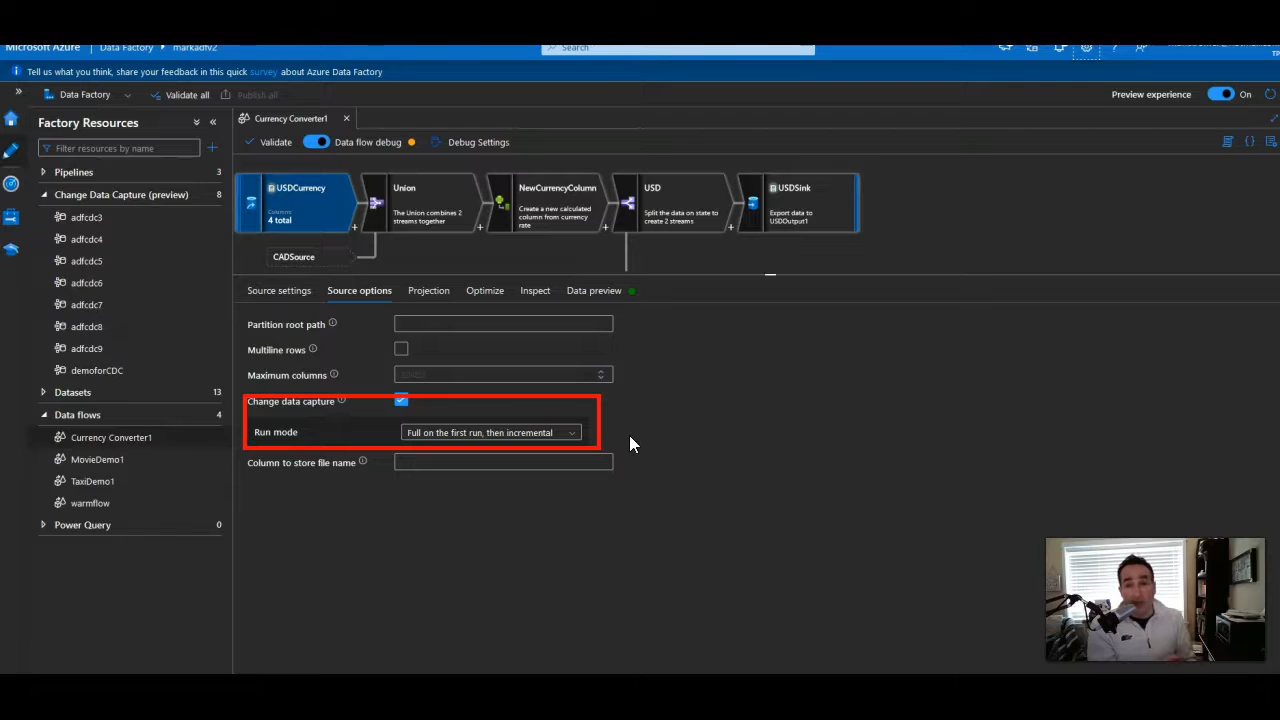 Microsoft Azure Data Factory → markadfv2 Search
Tell us what you think, share your feedback in this quick survey about Azure Data Factory
Data Factory Validate all Publish all Preview experience On
Factory Resources
Filter resources by name
Pipelines 3
Change Data Capture (preview) 8
adfcdc3
adfcdc4
adfcdc5
adfcdc6
adfcdc7
adfcdc8
adfcdc9
demoforCDC
Datasets 13
Data flows 4
Currency Converter1
MovieDemo1
TaxiDemo1
warmflow
Power Query 0
Currency Converter1
Validate Data flow debug Debug Settings
USDCurrency
Columns
4 total
Union
The Union combines 2
streams together
NewCurrencyColumn
Create a new calculated
column from currency
rate
USD
Split the data on state to
create 2 streams
USDSink
Export data to
USDOutput1
CADSource
Source settings Source options Projection Optimize Inspect Data preview
Partition root path
Multiline rows
Maximum columns
Change data capture
Run mode Full on the first run, then incremental
Column to store file name